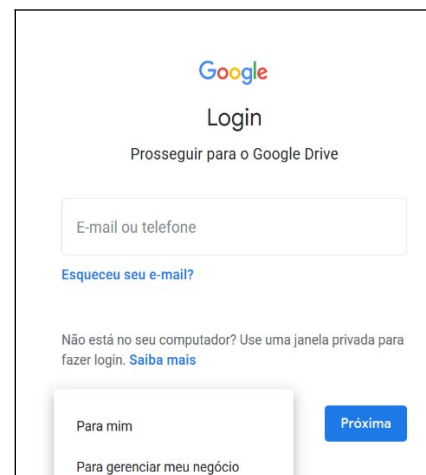 Google
Login
Prosseguir para o Google Drive
E-mail ou telefone
Esqueceu seu e-mail?
Não está no seu computador? Use uma janela privada para
fazer login. Saiba mais
Para mim
Próxima
Para gerenciar meu negócio